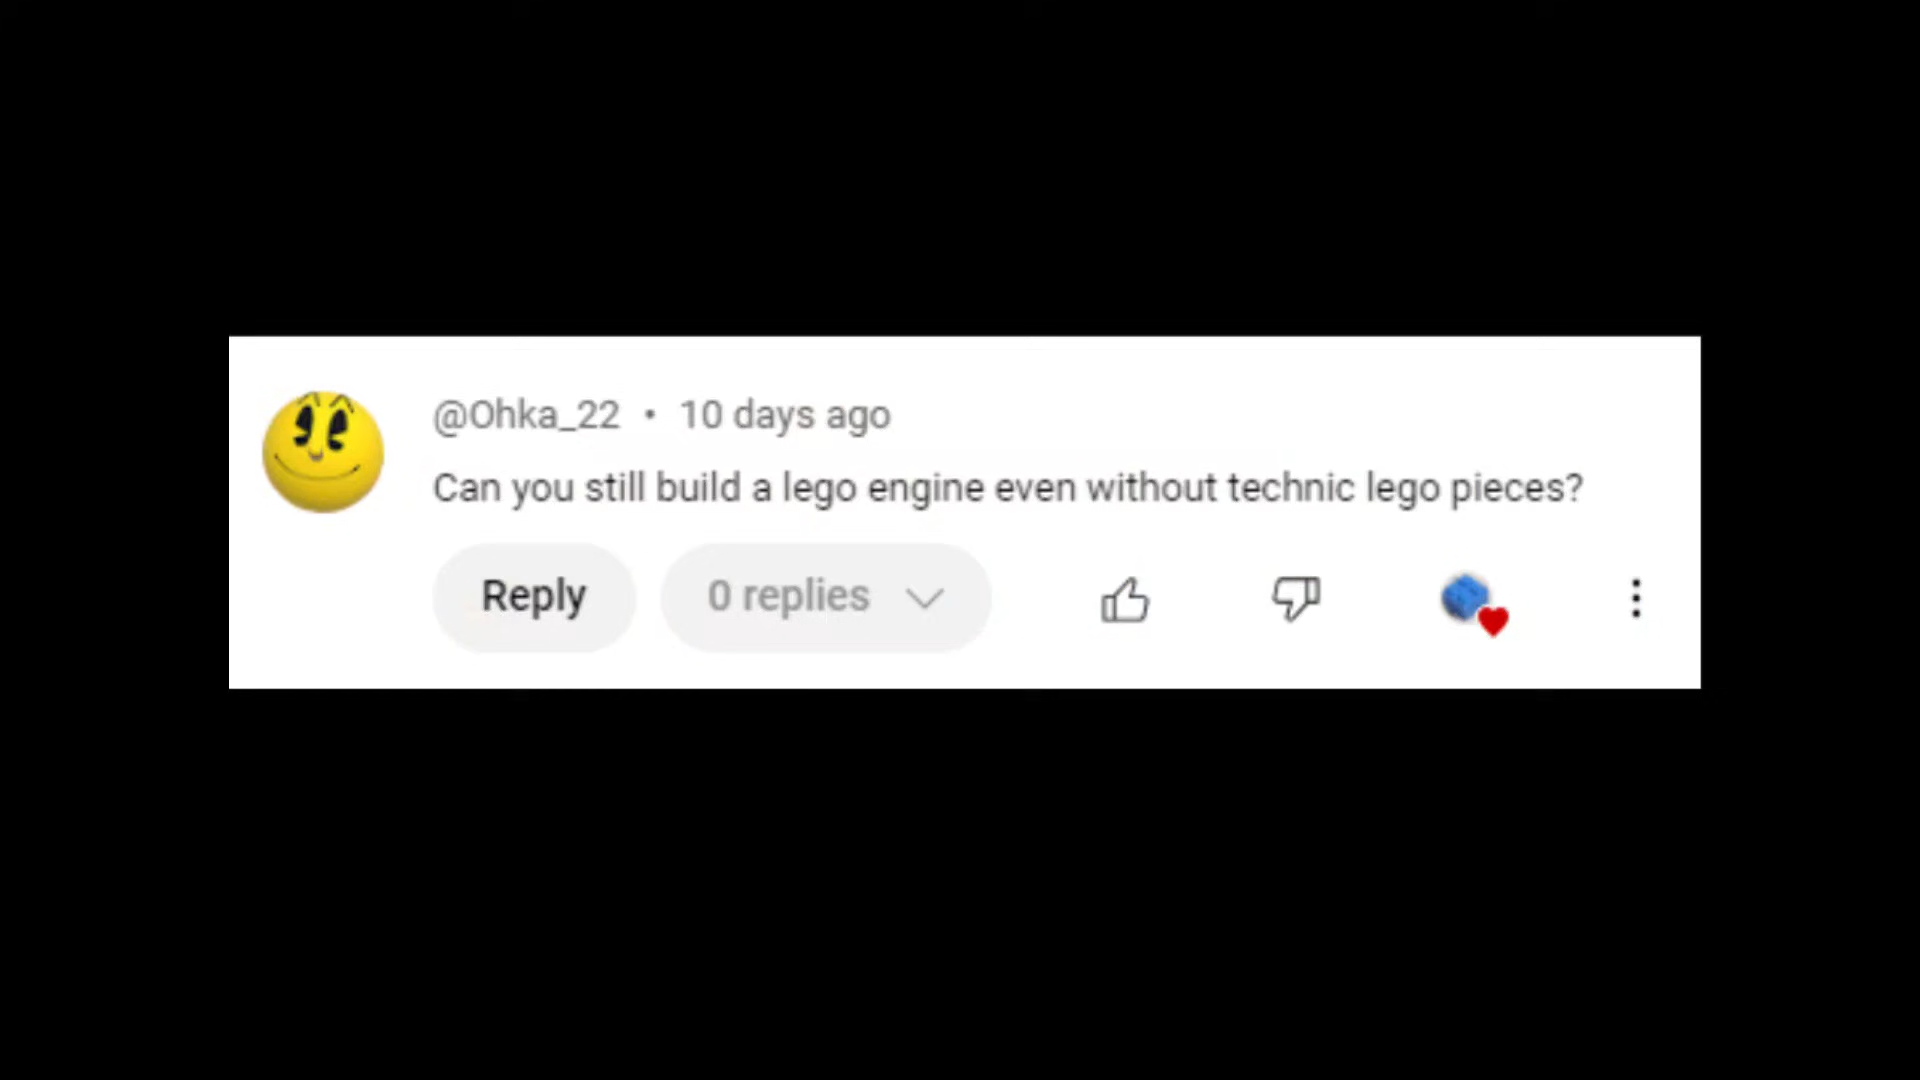 @Ohka_22 • 10 days ago
Can you still build a lego engine even without technic lego pieces?
Reply 0 replies